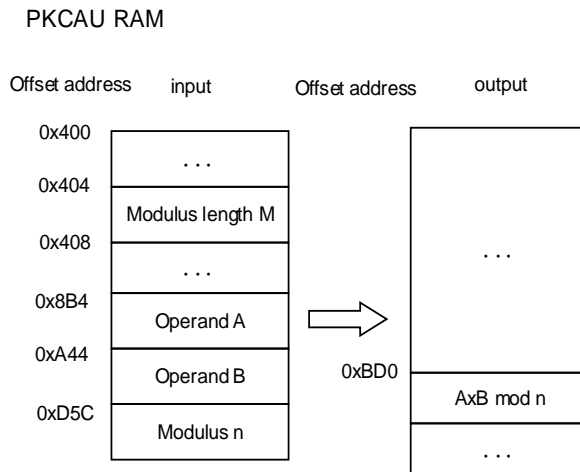 PKCAU RAM
Offset address input Offset address output
0x400
. . .
0x404
Modulus length M
0x408
. . .
. . .
0x8B4
Operand A
0xA44
0xBD0
Operand B
AxB mod n
0xD5C
Modulus n
. . .